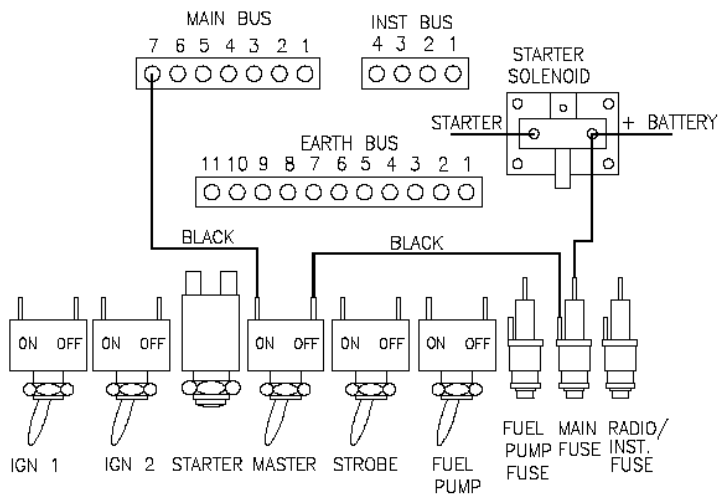 MAIN BUS
7 6 5 4 3 2 1
INST BUS
4 3 2 1
STARTER
SOLENOID
STARTER
+ BATTERY
EARTH BUS
11 10 9 8 7 6 5 4 3 2 1
BLACK
BLACK
ON OFF
ON OFF
ON OFF
ON OFF
ON OFF
IGN 1
IGN 2
STARTER
MASTER
STROBE
FUEL
PUMP
FUEL
PUMP
FUSE
MAIN
FUSE
RADIO/
INST.
FUSE